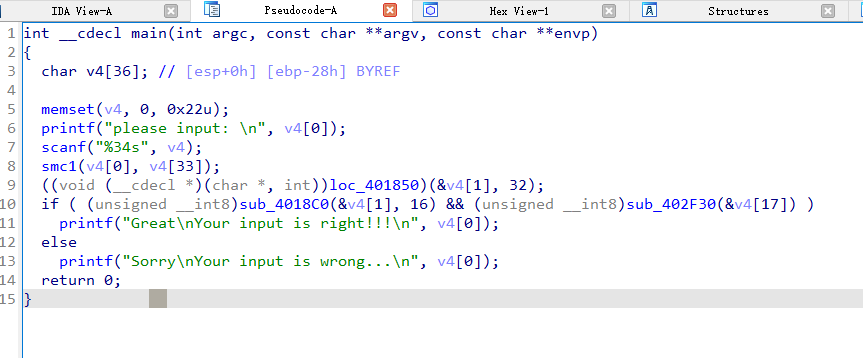 IDA View-A Pseudocode-A Hex View-1 Structures
1 int __cdecl main(int argc, const char **argv, const char **envp)
2 {
3   char v4[36]; // [esp+0h] [ebp-28h] BYREF
4
5   memset(v4, 0, 0x22u);
6   printf("please input: \n", v4[0]);
7   scanf("%34s", v4);
8   smc1(v4[0], v4[33]);
9   ((void (__cdecl *)(char *, int))loc_401850)(&v4[1], 32);
10   if ( (unsigned __int8)sub_4018C0(&v4[1], 16) && (unsigned __int8)sub_402F30(&v4[17]) )
11     printf("Great\nYour input is right!!!\n", v4[0]);
12   else
13     printf("Sorry\nYour input is wrong...\n", v4[0]);
14   return 0;
15 }